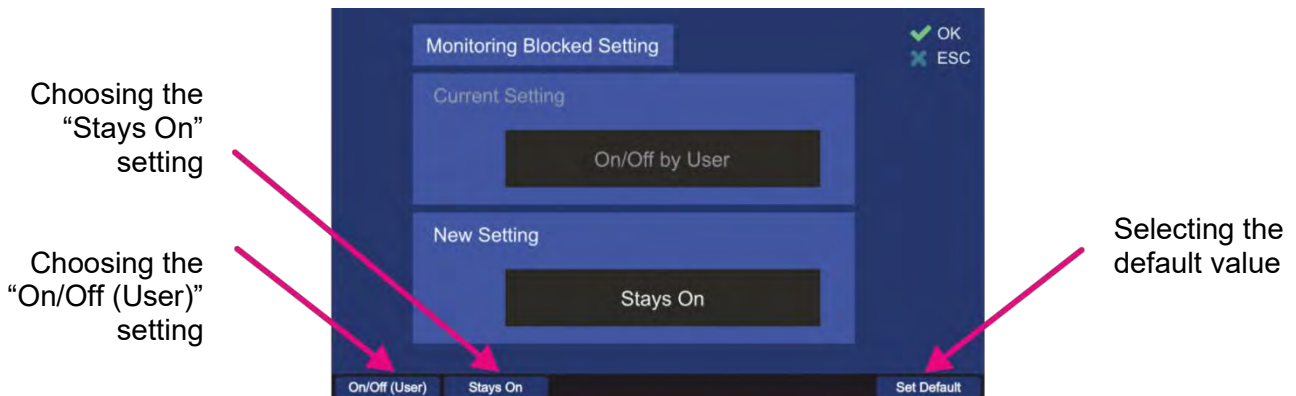 Monitoring Blocked Setting
OK
ESC
Choosing the
“Stays On”
setting
Current Setting
On/Off by User
Choosing the
“On/Off (User)”
setting
New Setting
Stays On
Selecting the
default value
On/Off (User)
Stays On
Set Default